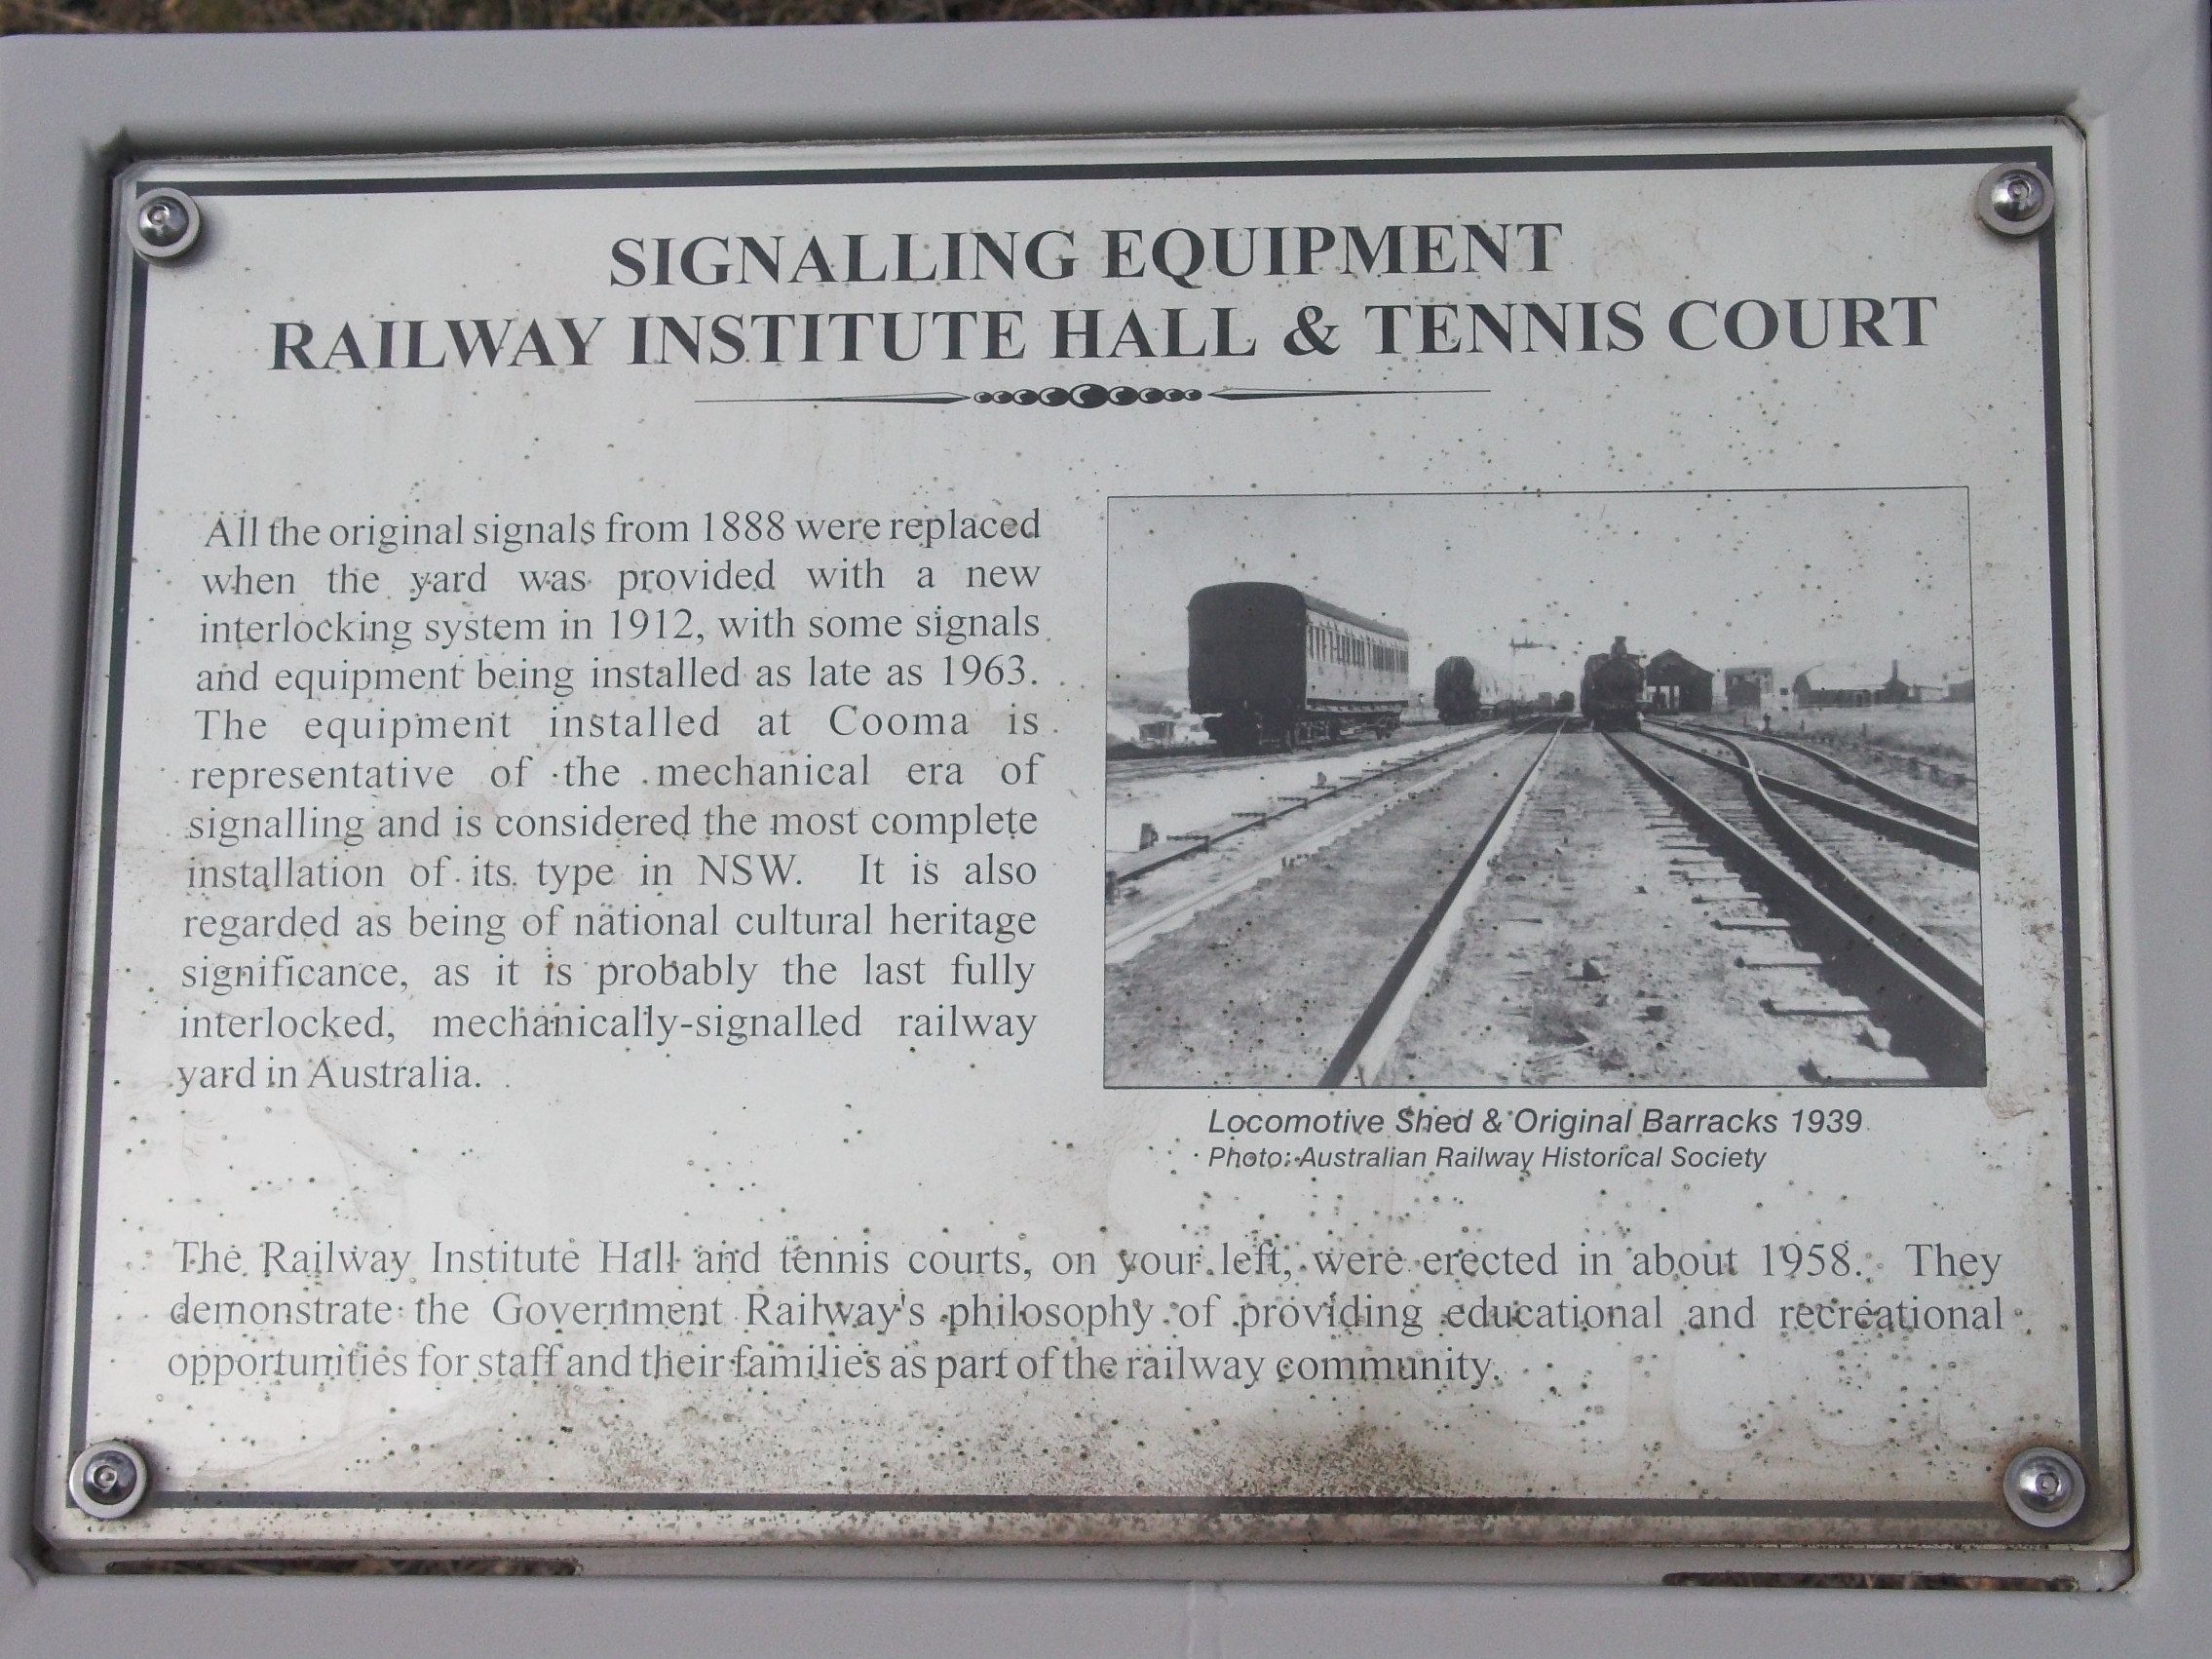 SIGNALLING EQUIPMENT
RAILWAY INSTITUTE HALL & TENNIS COURT
All the original signals from 1888 were replaced
when the yard was provided with a new
interlocking system in 1912, with some signals
and equipment being installed as late as 1963.
The equipment installed at Cooma is
representative of the mechanical era of
signalling and is considered the most complete
installation of its type in NSW. It is also
regarded as being of national cultural heritage
significance, as it is probably the last fully
interlocked, mechanically-signalled railway
yard in Australia.
Locomotive Shed & Original Barracks 1939
Photo: Australian Railway Historical Society
The Railway Institute Hall and tennis courts, on your left, were erected in about 1958. They
demonstrate the Government Railway's philosophy of providing educational and recreational
opportunities for staff and their families as part of the railway community.